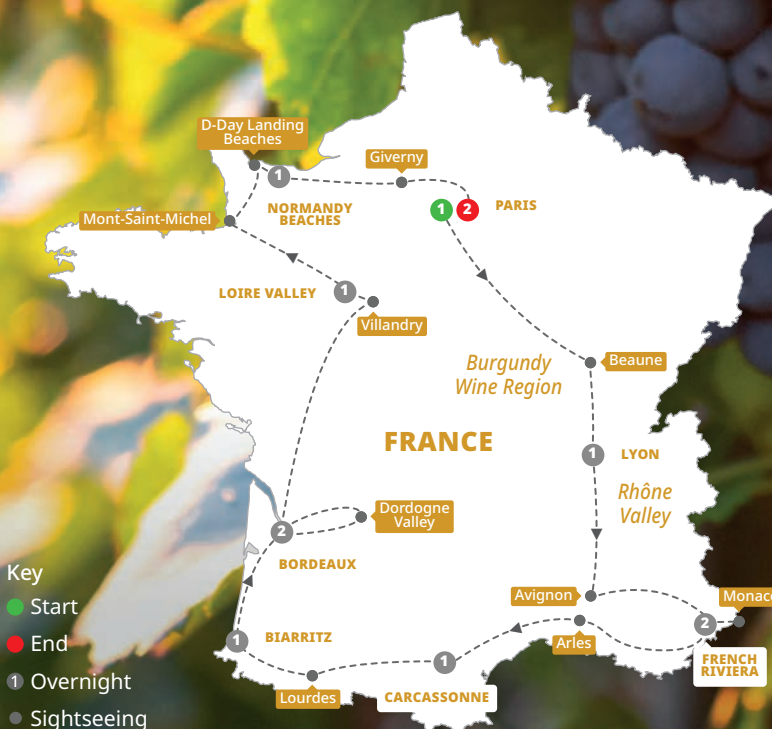 D-Day Landing
Beaches
1
Giverny
NORMANDY
BEACHES
1
2
PARIS
Mont-Saint-Michel
LOIRE VALLEY
1
Villandry
Burgundy
Wine Region
Beaune
FRANCE
1
LYON
Rhône
Valley
2
Dordogne
Valley
BORDEAUX
Key
Start
End
1 Overnight
Sightseeing
Avignon
Monaco
2
Arles
FRENCH
RIVIERA
1
BIARRITZ
1
Lourdes
CARCASSONNE